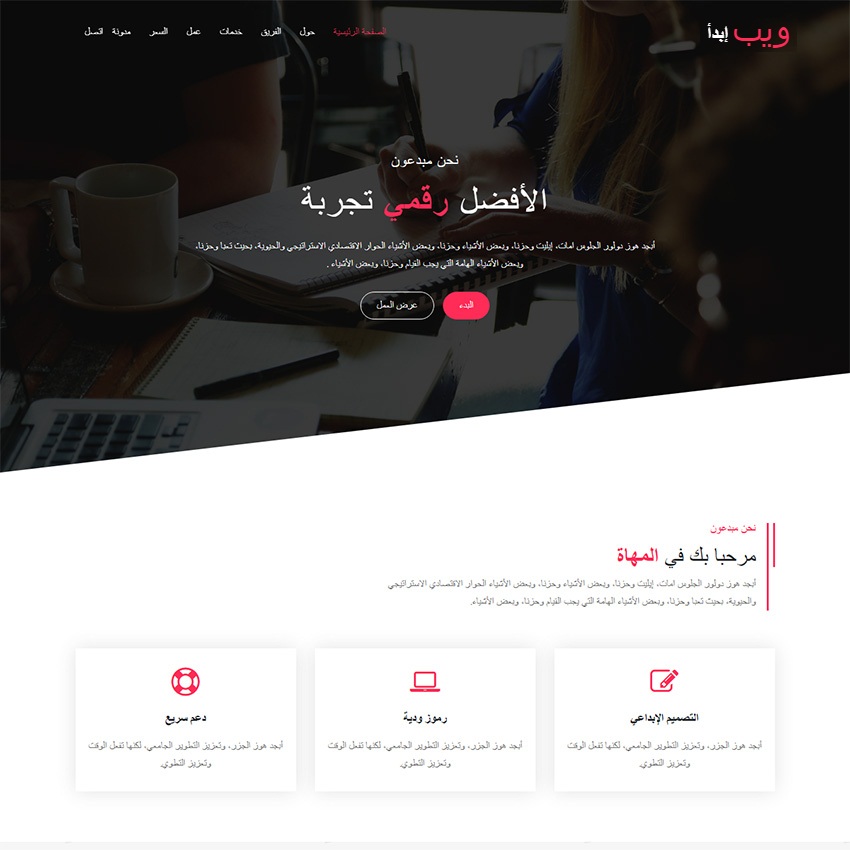 ويب إبدأ
الصفحة الرئيسية حول الفريق خدمات عمل السعر مدونة اتصل
نحن مبدعون
الأفضل رقمي تجربة
أبجد هوز دولور الجلوس امات، إيليت وحزنا، وبعض الأشياء وحزنا، وبعض الأشياء الحوار الاقتصادي الاستراتيجي والحيوية، بحيث تعبا وحزنا،
وبعض الأشياء الهامة التي يجب القيام وحزنا، وبعض الأشياء .
البدء عرض العمل
نحن مبدعون
مرحبا بك في المهاة
أبجد هوز دولور الجلوس امات، إيليت وحزنا، وبعض الأشياء وحزنا، وبعض الأشياء الحوار الاقتصادي الاستراتيجي
والحيوية، بحيث تعبا وحزنا، وبعض الأشياء الهامة التي يجب القيام وحزنا، وبعض الأشياء.
التصميم الإبداعي
أبجد هوز الجزر، وتعزيز التطوير الجامعي، لكنها تفعل الوقت
وتعزيز التطوي.
رموز ودية
أبجد هوز الجزر، وتعزيز التطوير الجامعي، لكنها تفعل الوقت
وتعزيز التطوي.
دعم سريع
أبجد هوز الجزر، وتعزيز التطوير الجامعي، لكنها تفعل الوقت
وتعزيز التطوي.